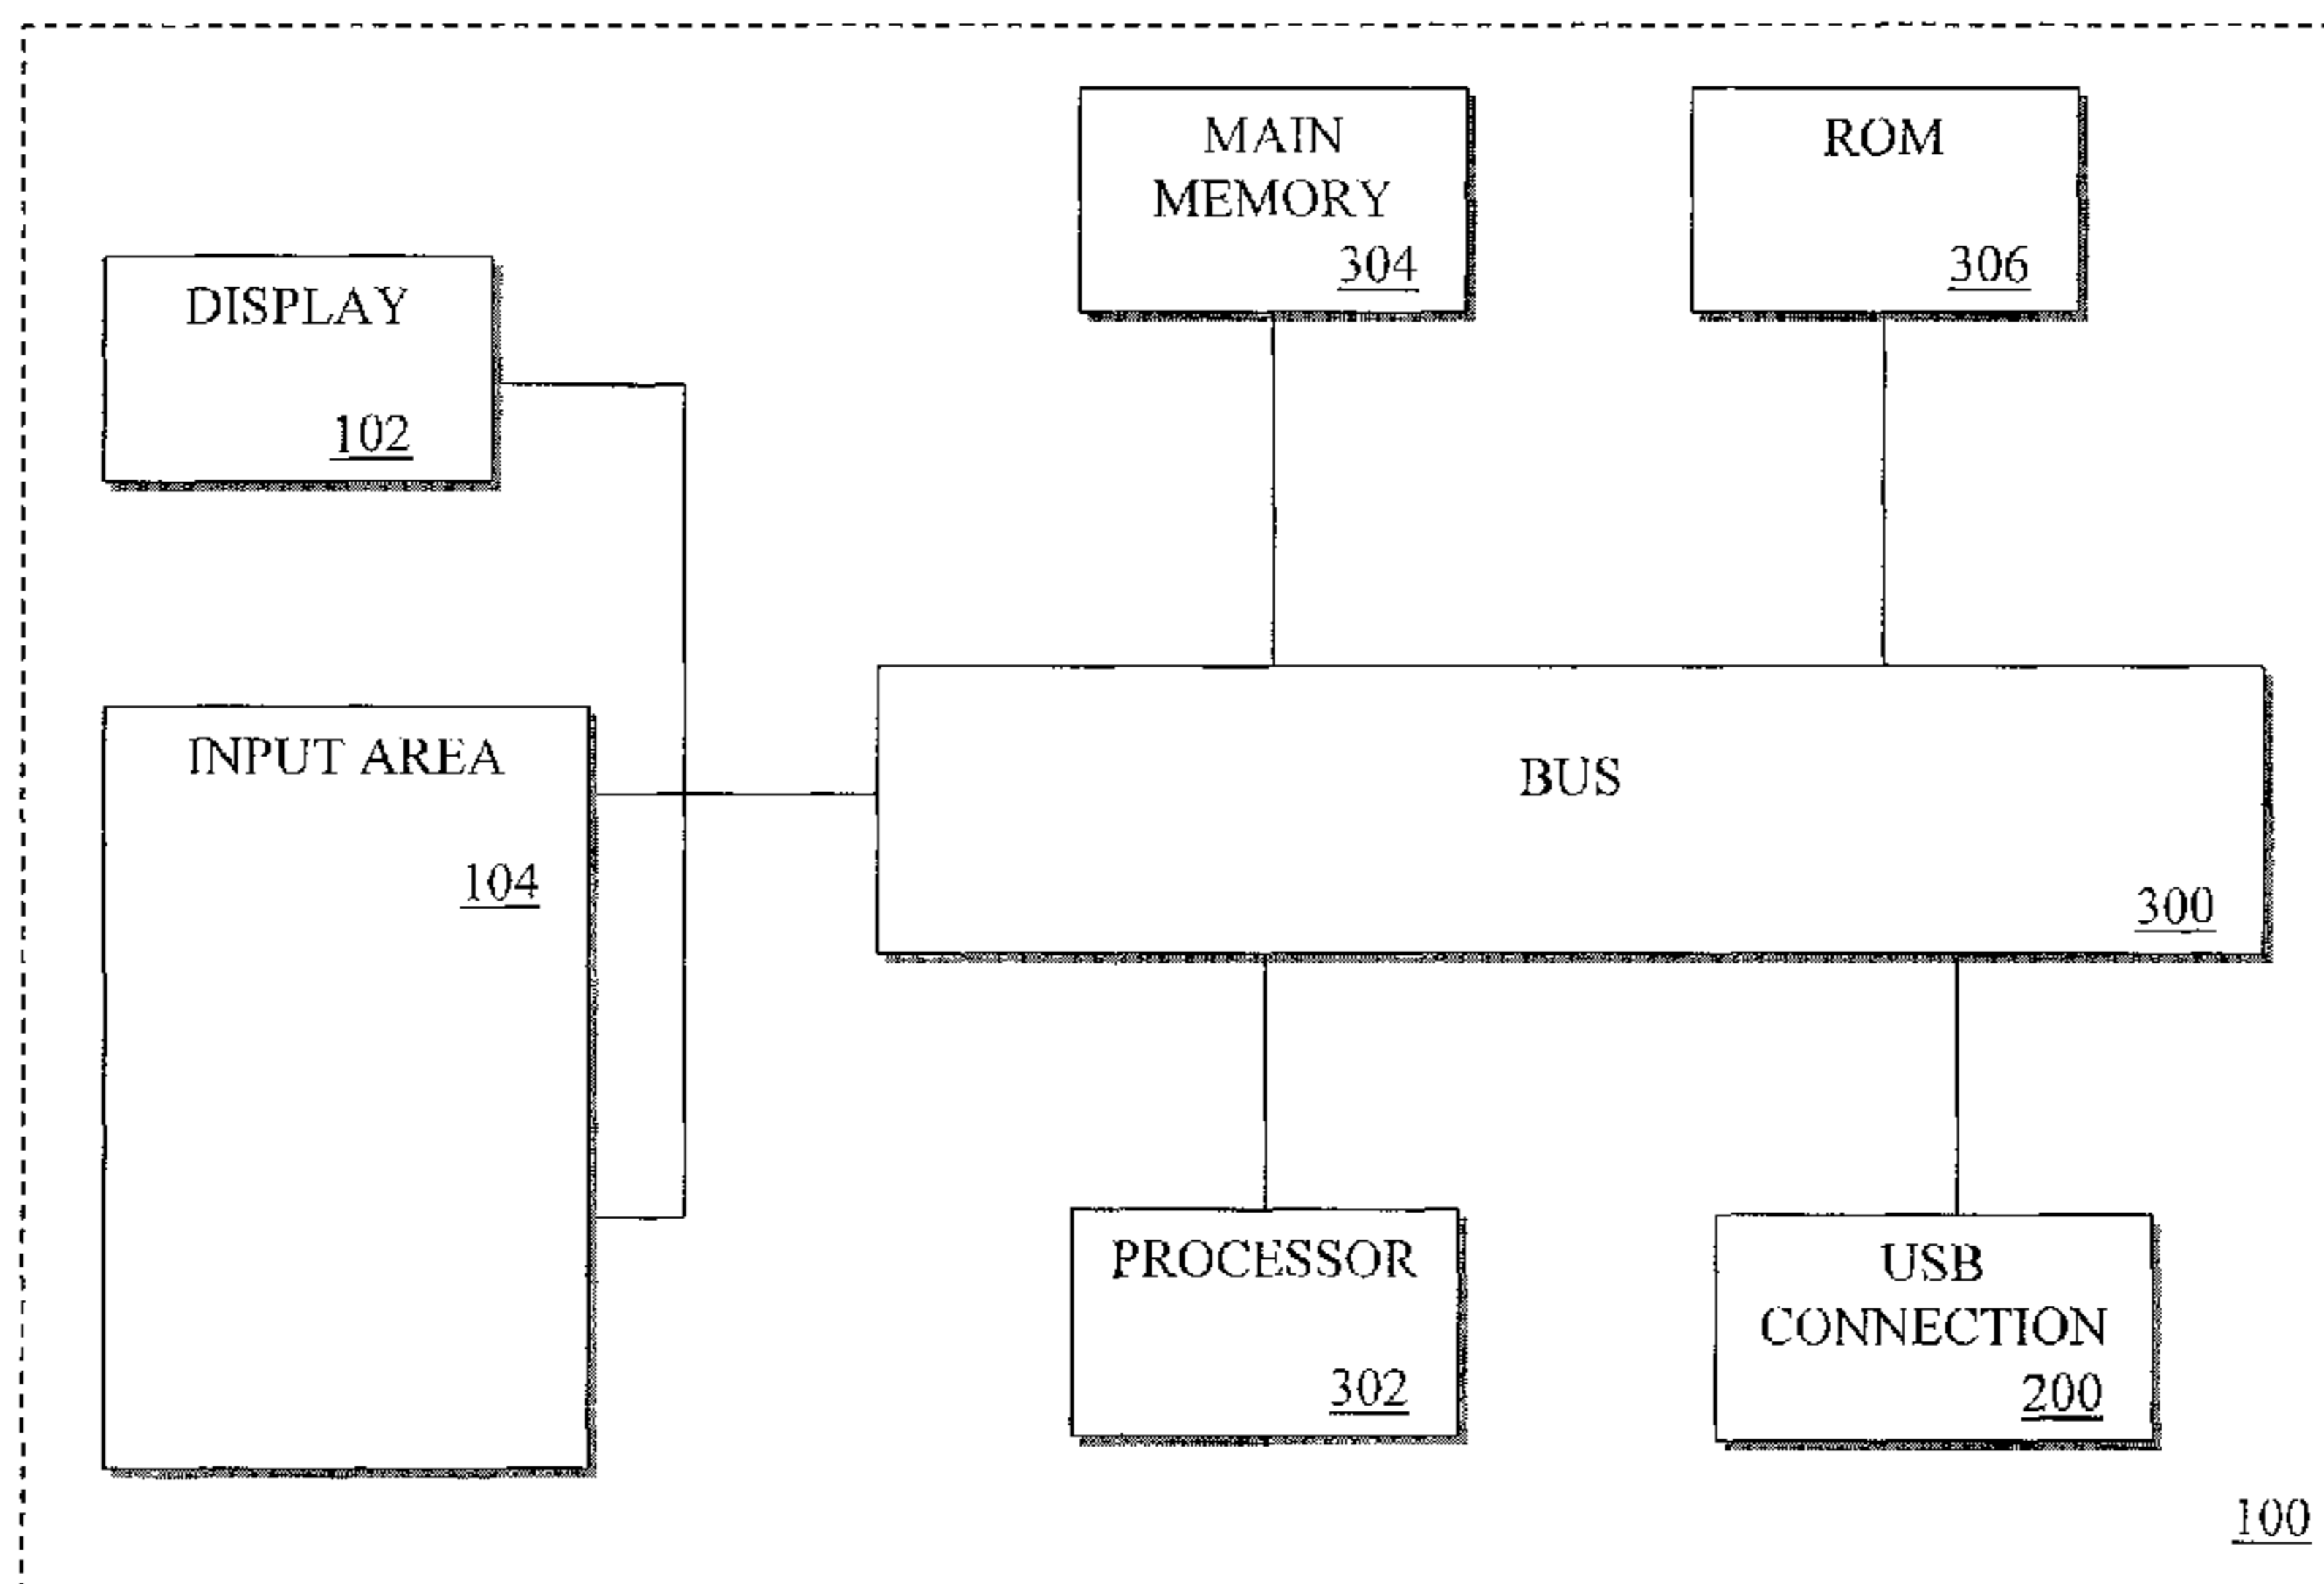 MAIN
MEMORY
304
ROM
306
DISPLAY
102
INPUT AREA
104
BUS
300
PROCESSOR
302
USB
CONNECTION
200
100